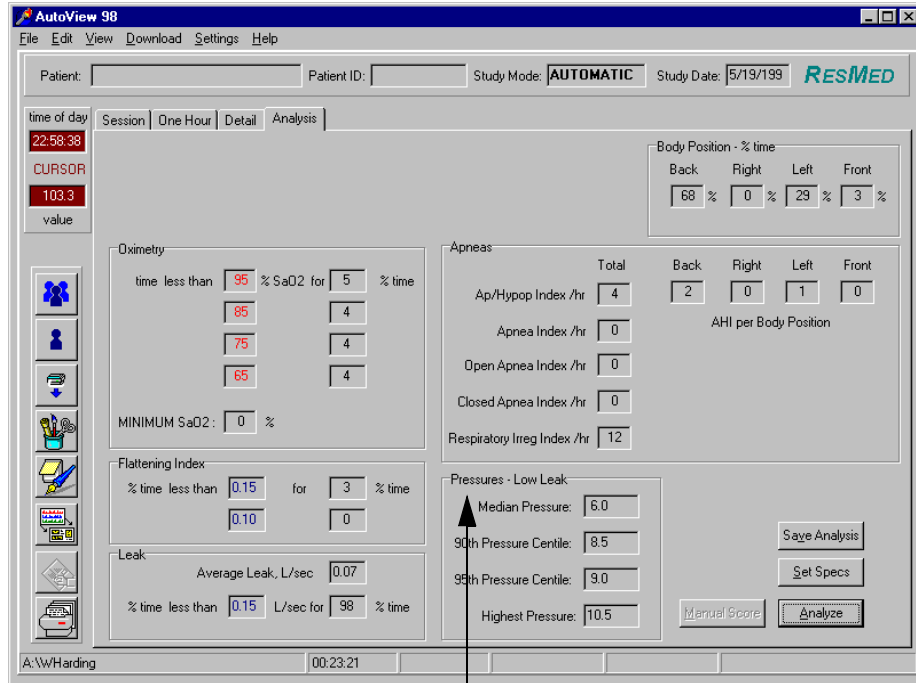 AutoView 98
File Edit View Download Settings Help
Patient: Patient ID: Study Mode: AUTOMATIC Study Date: 5/19/199 RESMED
time of day
22:58:38
CURSOR
103.3
value
Session One Hour Detail Analysis
Body Position - % time
Back Right Left Front
68 % 0 % 29 % 3 %
Oximetry
time less than 95 % SaO2 for 5 % time
85 4
75 4
65 4
MINIMUM SaO2: 0 %
Apneas
Total Back Right Left Front
Ap/Hypop Index /hr 4 2 0 1 0
AHI per Body Position
Apnea Index /hr 0
Open Apnea Index /hr 0
Closed Apnea Index /hr 0
Respiratory Irreg Index /hr 12
Flattening Index
% time less than 0.15 for 3 % time
0.10 0
Leak
Average Leak, L/sec 0.07
% time less than 0.15 L/sec for 98 % time
Pressures - Low Leak
Median Pressure: 6.0
90th Pressure Centile: 8.5
95th Pressure Centile: 9.0
Highest Pressure: 10.5
Save Analysis
Set Specs
Manual Score Analyze
A:\WHarding 00:23:21